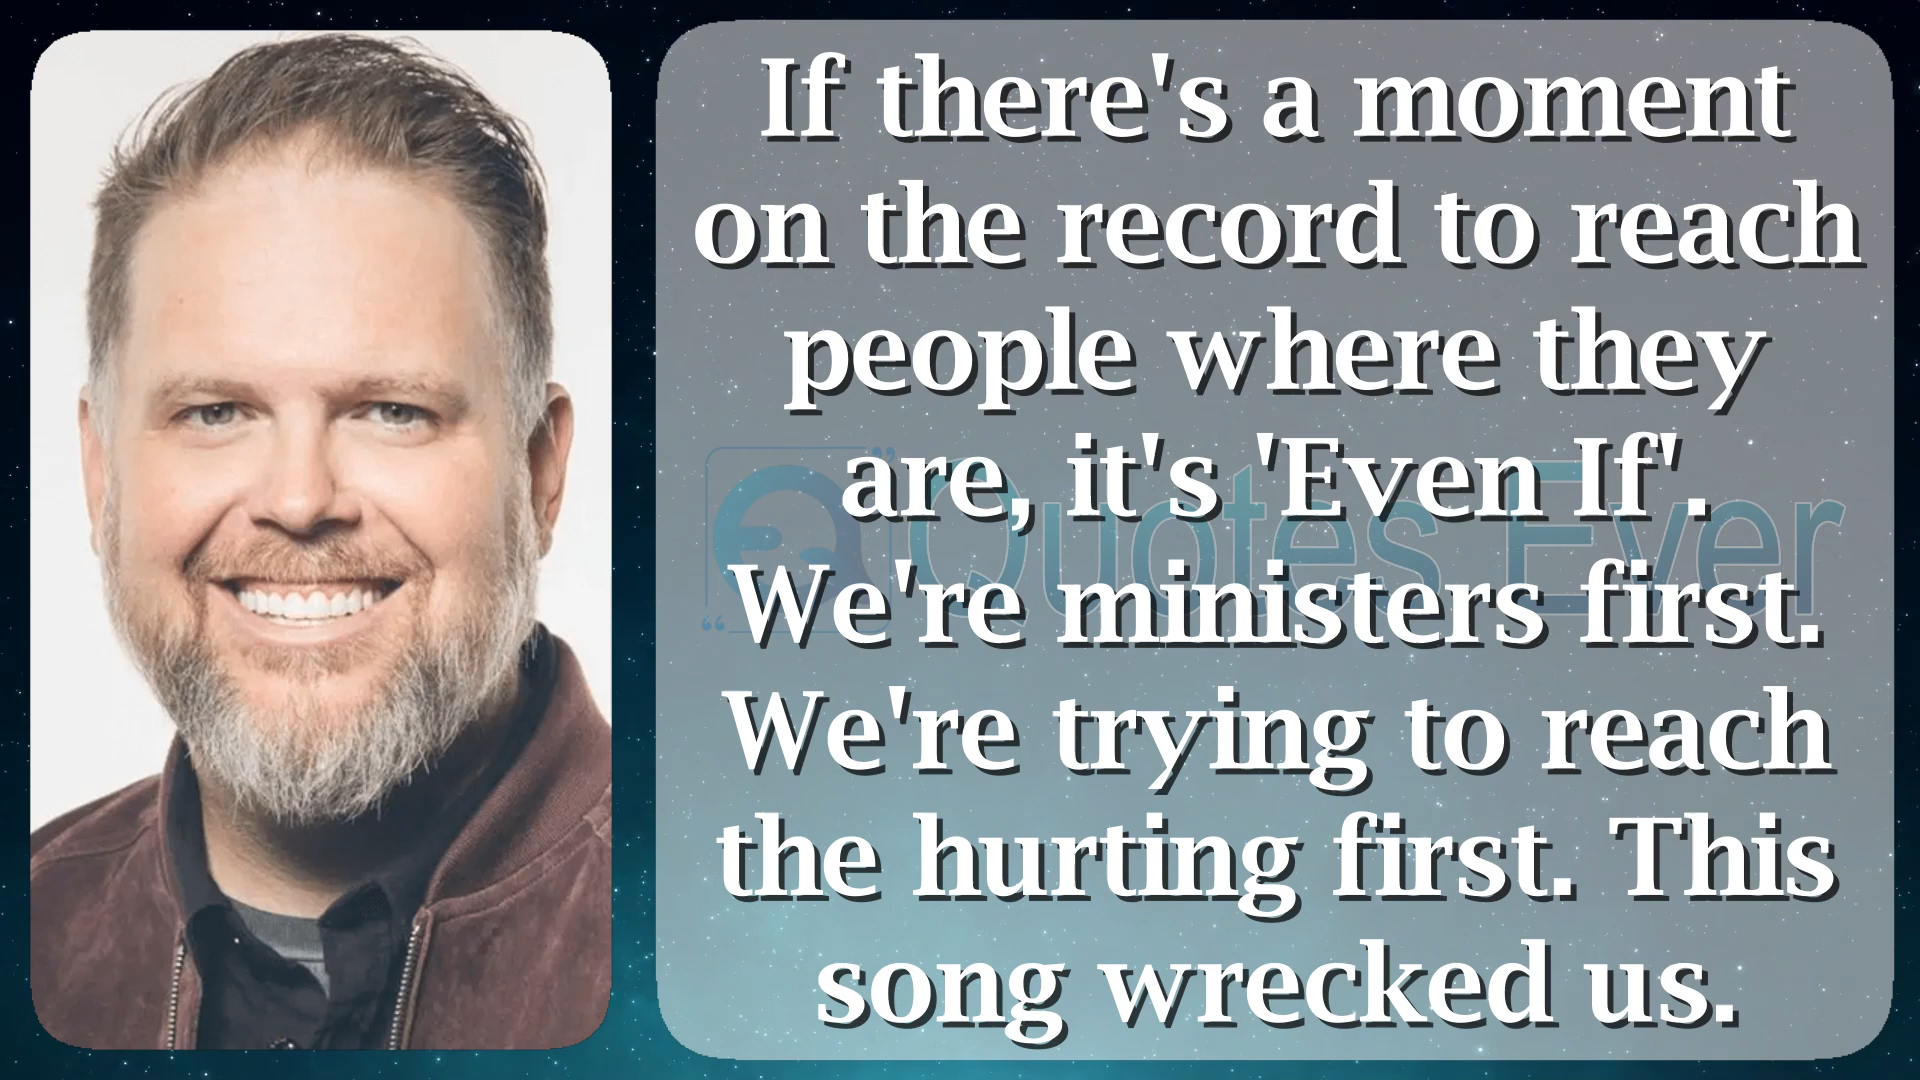 If there's a moment
on the record to reach
people where they
are, it's 'Even If'.
We're ministers first.
We're trying to reach
the hurting first. This
song wrecked us.
Quotes Ever